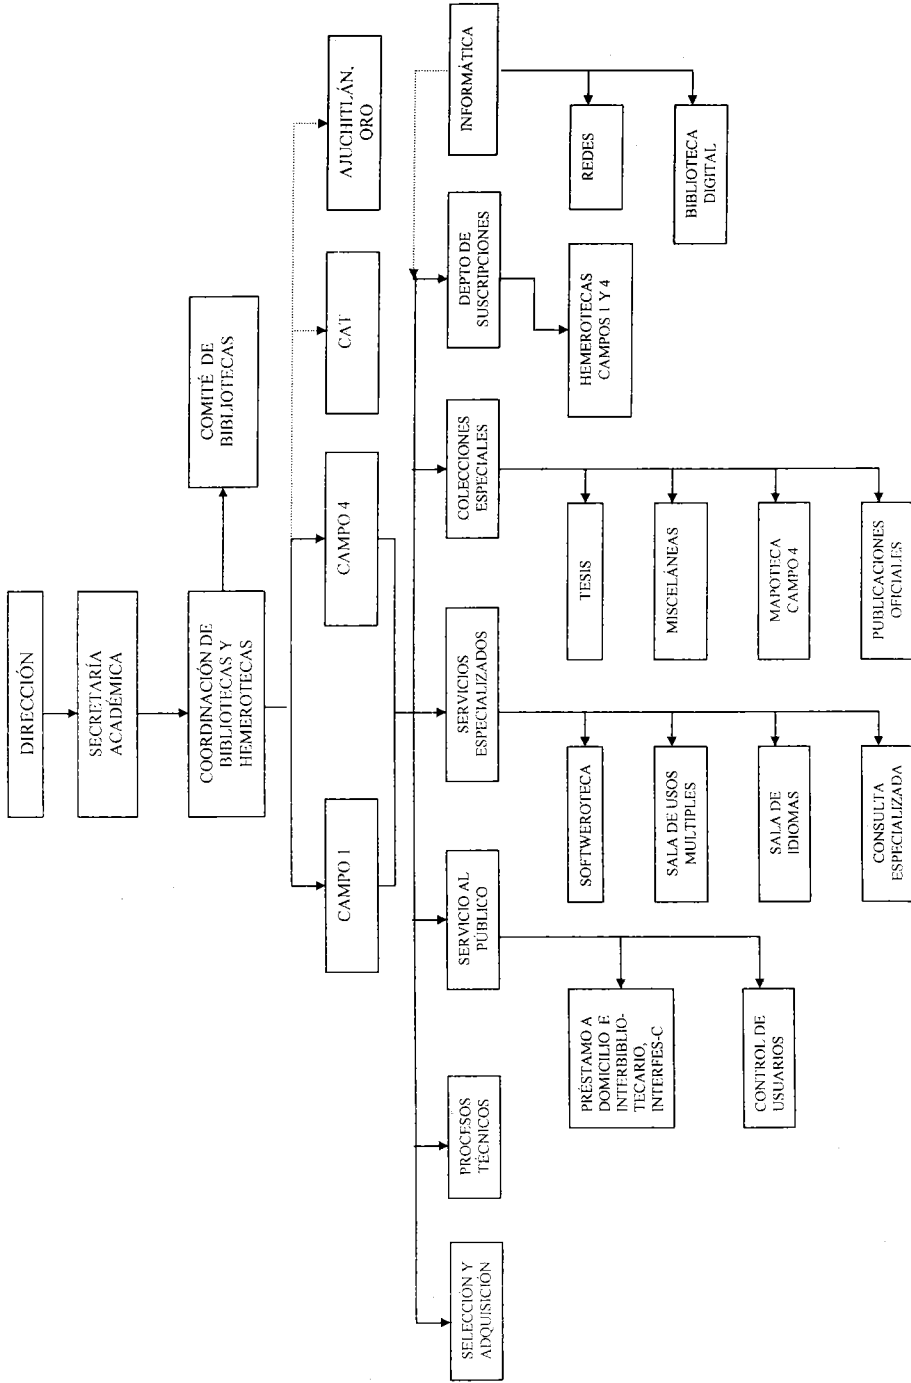 DIRECCIÓN
SECRETARÍA
ACADÉMICA
COORDINACIÓN DE
BIBLIOTECAS Y
HEMEROTECAS
COMITÉ DE
BIBLIOTECAS
CAMPO 1
CAMPO 4
CAT
AJUCHITLÁN,
QRO
SELECCIÓN Y
ADQUISICIÓN
PROCESOS
TÉCNICOS
SERVICIO AL
PÚBLICO
SERVICIOS
ESPECIALIZADOS
COLECCIONES
ESPECIALES
DEPTO DE
SUSCRIPCIONES
INFORMÁTICA
PRÉSTAMO A
DOMICILIO E
INTERBIBLIO-
TECARIO,
INTERFES-C
CONTROL DE
USUARIOS
SOFTWEROTECA
SALA DE USOS
MULTIPLES
SALA DE
IDIOMAS
CONSULTA
ESPECIALIZADA
TESIS
MISCELÁNEAS
MAPOTECA
CAMPO 4
PUBLICACIONES
OFICIALES
HEMEROTECAS
CAMPOS 1 Y 4
REDES
BIBLIOTECA
DIGITAL